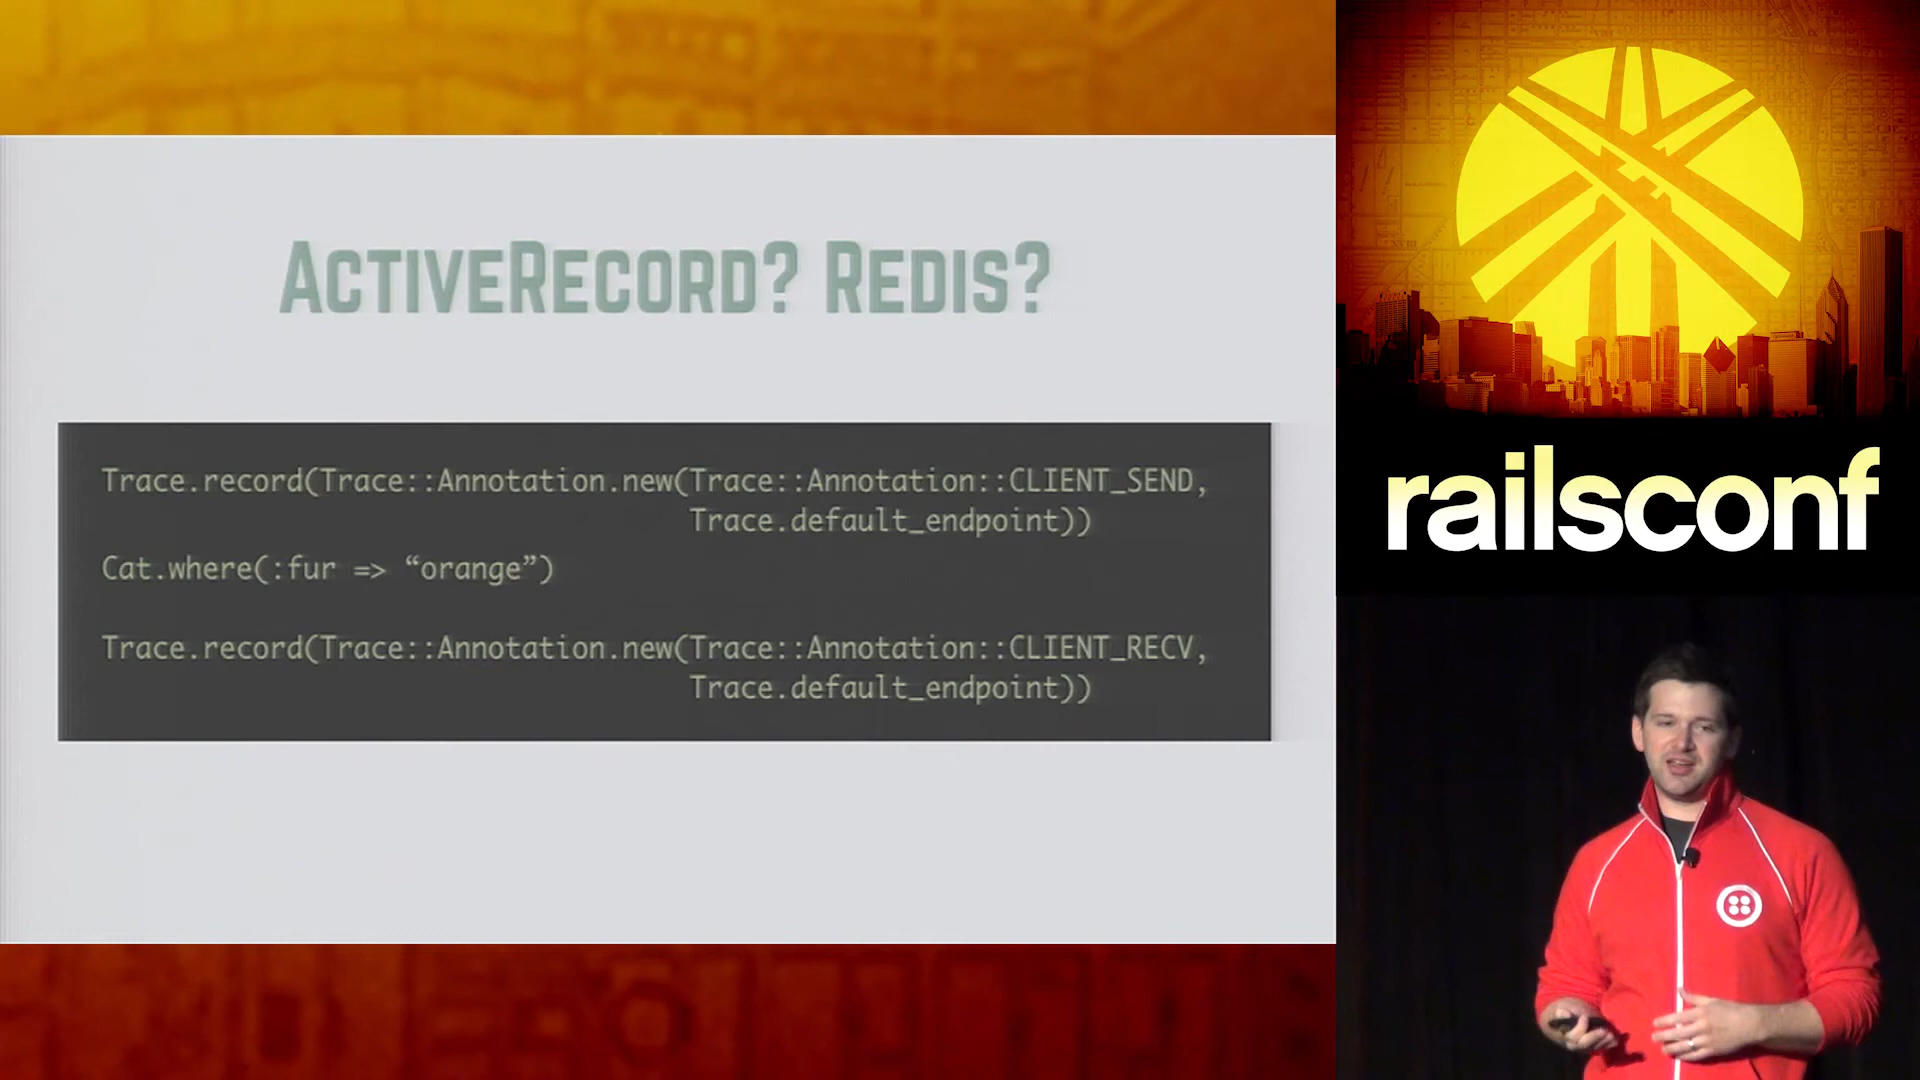 ActiveRecord? Redis?
Trace.record(Trace::Annotation.new(Trace::Annotation::CLIENT_SEND,
Trace.default_endpoint))
Cat.where(:fur => “orange”)
Trace.record(Trace::Annotation.new(Trace::Annotation::CLIENT_RECV,
Trace.default_endpoint))
railsconf